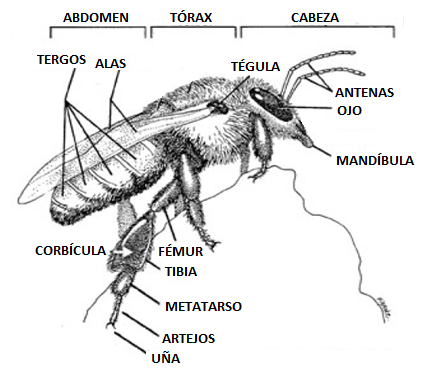 ABDOMEN TÓRAX CABEZA
TERGOS
ALAS
TÉGULA
ANTENAS
OJO
MANDÍBULA
CORBÍCULA
FÉMUR
TIBIA
METATARSO
ARTEJOS
UÑA